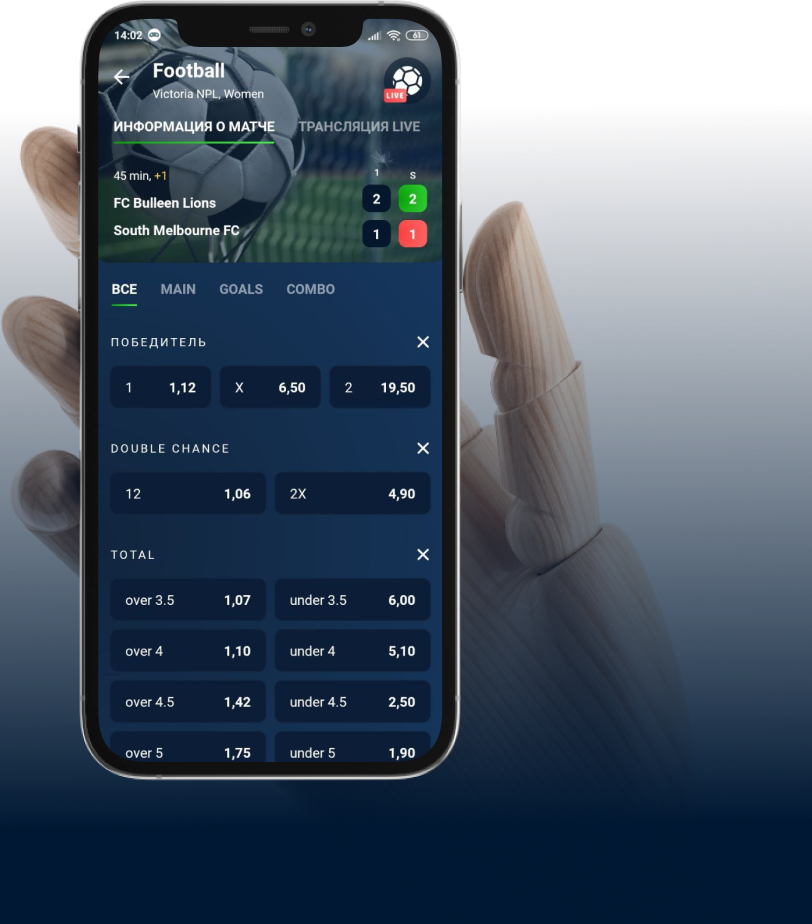 14:02
61
Football
Victoria NPL, Women
LIVE
ИНФОРМАЦИЯ О МАТЧЕ ТРАНСЛЯЦИЯ LIVE
1 S
45 min, +1
FC Bulleen Lions 2 2
South Melbourne FC 1 1
ВСЕ MAIN GOALS COMBO
ПОБЕДИТЕЛЬ
1 1,12 X 6,50 2 19,50
DOUBLE CHANCE
12 1,06 2X 4,90
TOTAL
over 3.5 1,07 under 3.5 6,00
over 4 1,10 under 4 5,10
over 4.5 1,42 under 4.5 2,50
over 5 1,75 under 5 1,90